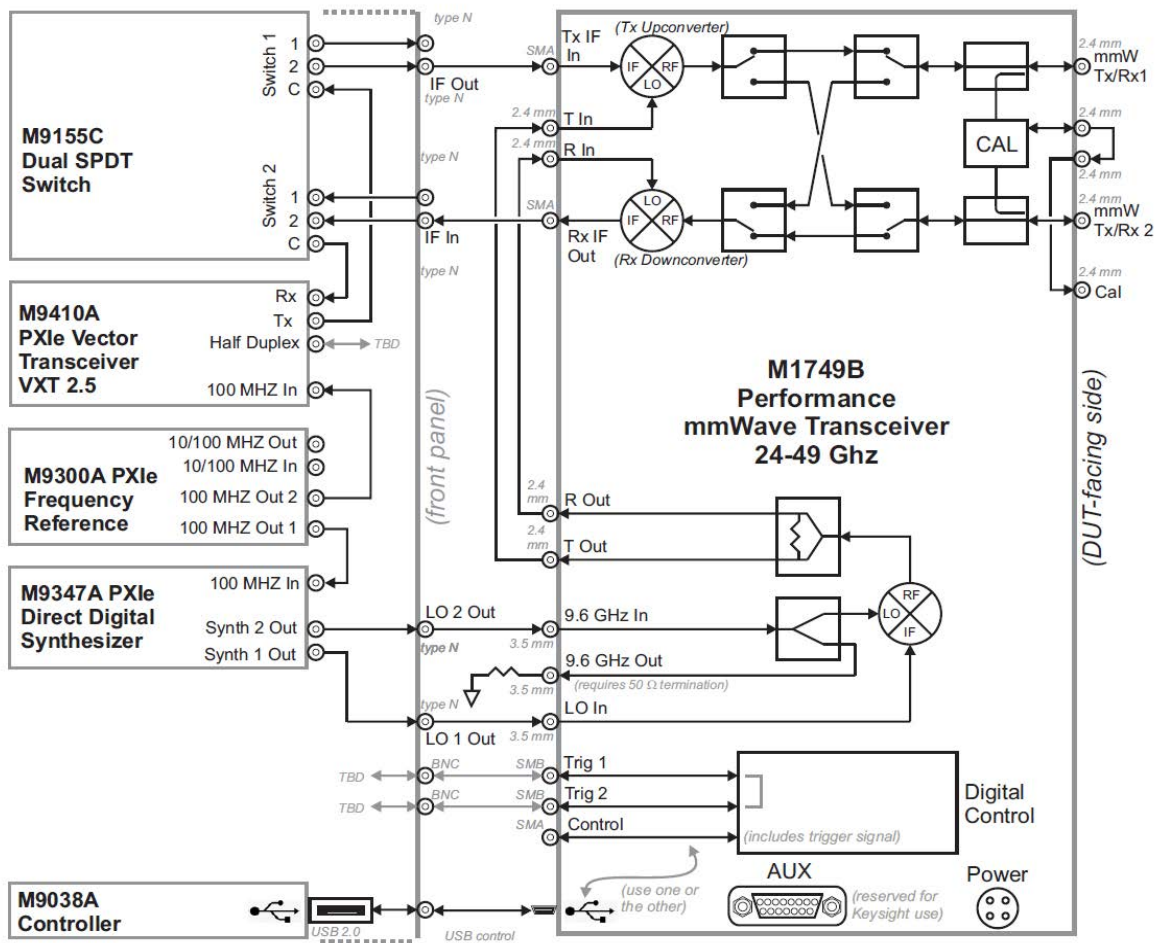 M9155C
Dual SPDT
Switch
Switch 1
1
2
C
Switch 2
1
2
C
M9410A
PXIe Vector
Transceiver
VXT 2.5
Rx
Tx
Half Duplex
TBD
100 MHZ In
M9300A PXIe
Frequency
Reference
10/100 MHZ Out
10/100 MHZ In
100 MHZ Out 2
100 MHZ Out 1
M9347A PXIe
Direct Digital
Synthesizer
100 MHZ In
Synth 2 Out
Synth 1 Out
M9038A
Controller
USB 2.0
type N
IF Out
type N
type N
IF In
type N
(front panel)
LO 2 Out
type N
type N
LO 1 Out
TBD
BNC
SMB
TBD
BNC
SMB
SMA
USB control
SMA
Tx IF
In
(Tx Upconverter)
IF
RF
LO
2.4 mm
T In
2.4 mm
R In
LO
IF
RF
SMA
Rx IF
Out
(Rx Downconverter)
CAL
2.4 mm
mmW
Tx/Rx1
2.4 mm
2.4 mm
2.4 mm
mmW
Tx/Rx 2
2.4 mm
Cal
M1749B
Performance
mmWave Transceiver
24-49 Ghz
(DUT-facing side)
2.4
mm
R Out
2.4
mm
T Out
RF
LO
IF
9.6 GHz In
3.5 mm
9.6 GHz Out
3.5 mm
(requires 50 Ω termination)
LO In
3.5 mm
Trig 1
Trig 2
Control
(includes trigger signal)
Digital
Control
(use one or
the other)
AUX
(reserved for
Keysight use)
Power